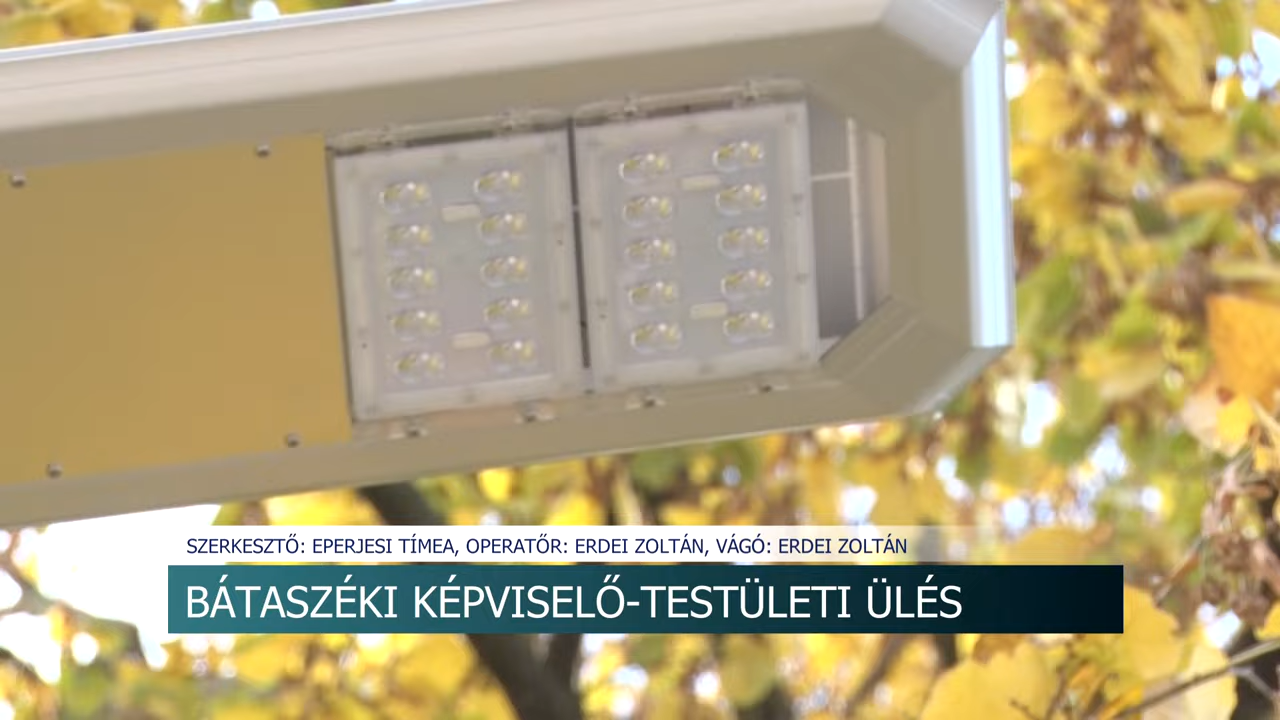 SZERKESZTŐ: EPERJESI TÍMEA, OPERATŐR: ERDEI ZOLTÁN, VÁGÓ: ERDEI ZOLTÁN
BÁTASZÉKI KÉPVISELŐ-TESTÜLETI ÜLÉS